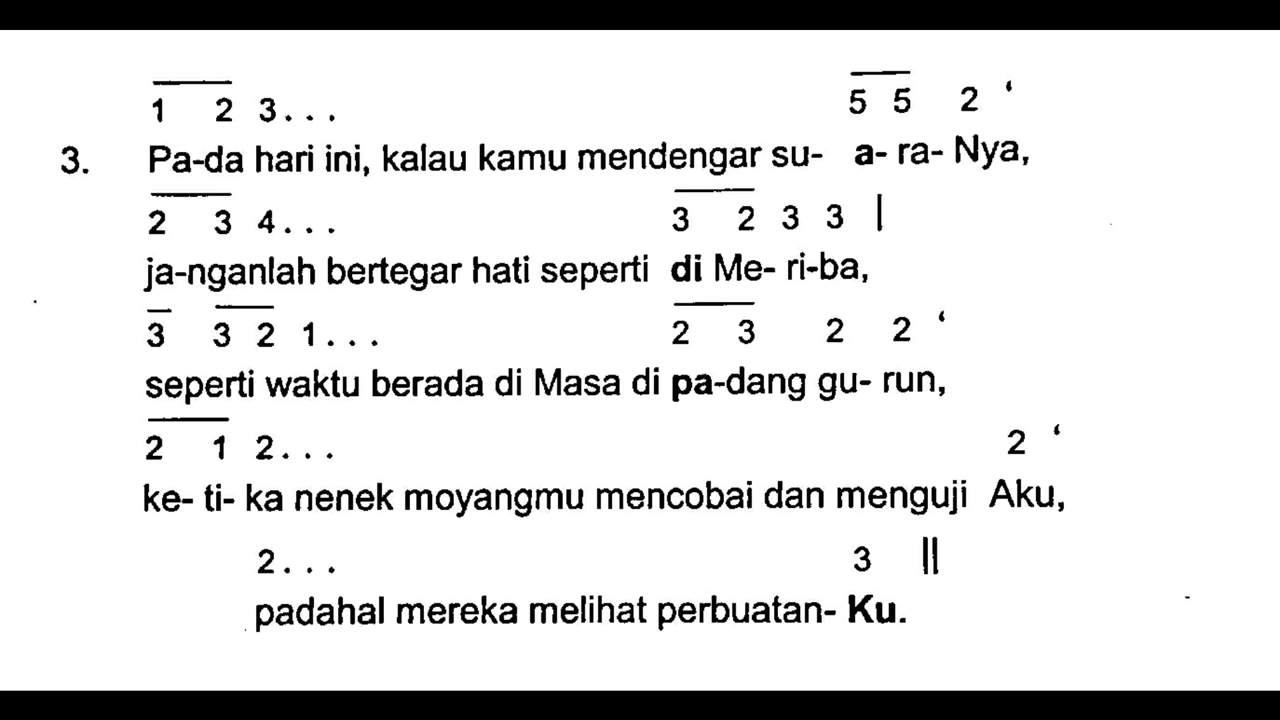 1 2 3... 5 5 2 ‘
3. Pa-da hari ini, kalau kamu mendengar su- a- ra- Nya,
2 3 4... 3 2 3 3 |
ja-nganlah bertegar hati seperti di Me- ri-ba,
3 3 2 1... 2 3 2 2 ‘
seperti waktu berada di Masa di pa-dang gu- run,
2 1 2... 2 ‘
ke- ti- ka nenek moyangmu mencobai dan menguji Aku,
2... 3 ||
padahal mereka melihat perbuatan- Ku.